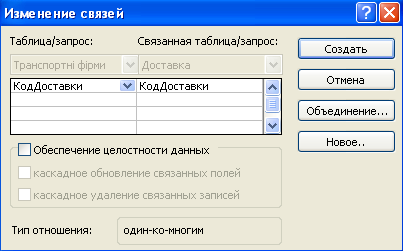 Изменение связей
Таблица/запрос: Связанная таблица/запрос:
Транспортні фірми Доставка
КодДоставки КодДоставки
Обеспечение целостности данных
каскадное обновление связанных полей
каскадное удаление связанных записей
Тип отношения: один-ко-многим
Создать
Отмена
Объединение...
Новое..